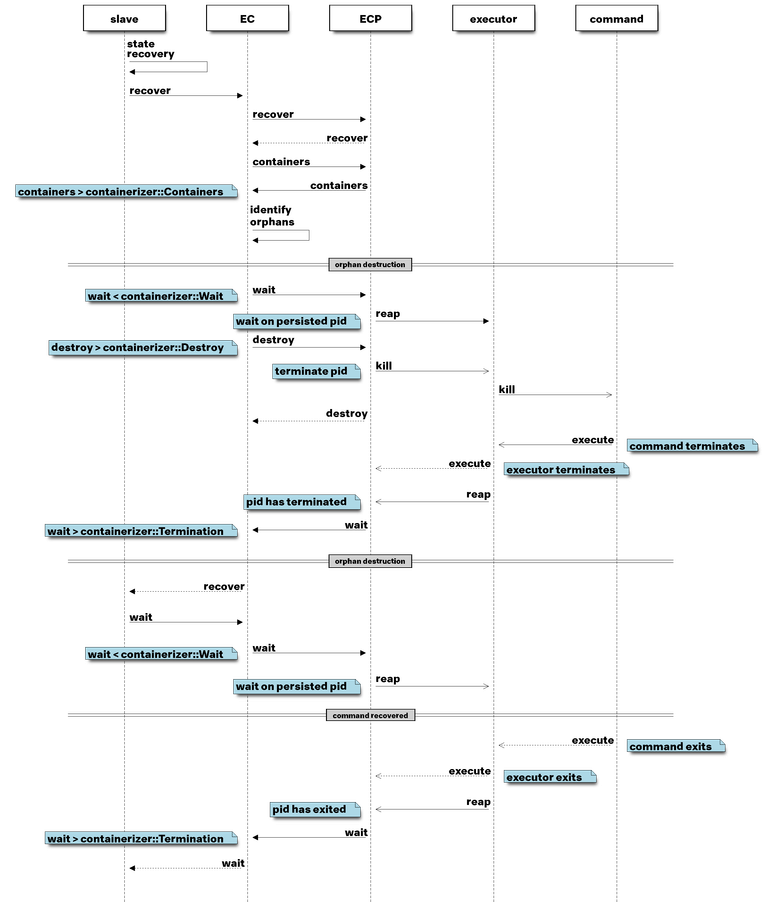 slave
EC
ECP
executor
command
state
recovery
recover
recover
recover
containers
containers
containers > containerizer::Containers
identify
orphans
orphan destruction
wait
wait < containerizer::Wait
reap
wait on persisted pid
destroy
destroy > containerizer::Destroy
kill
terminate pid
kill
destroy
execute
command terminates
execute
executor terminates
reap
pid has terminated
wait
wait > containerizer::Termination
orphan destruction
recover
wait
wait
wait < containerizer::Wait
reap
wait on persisted pid
command recovered
execute
command exits
execute
executor exits
reap
pid has exited
wait
wait > containerizer::Termination
wait